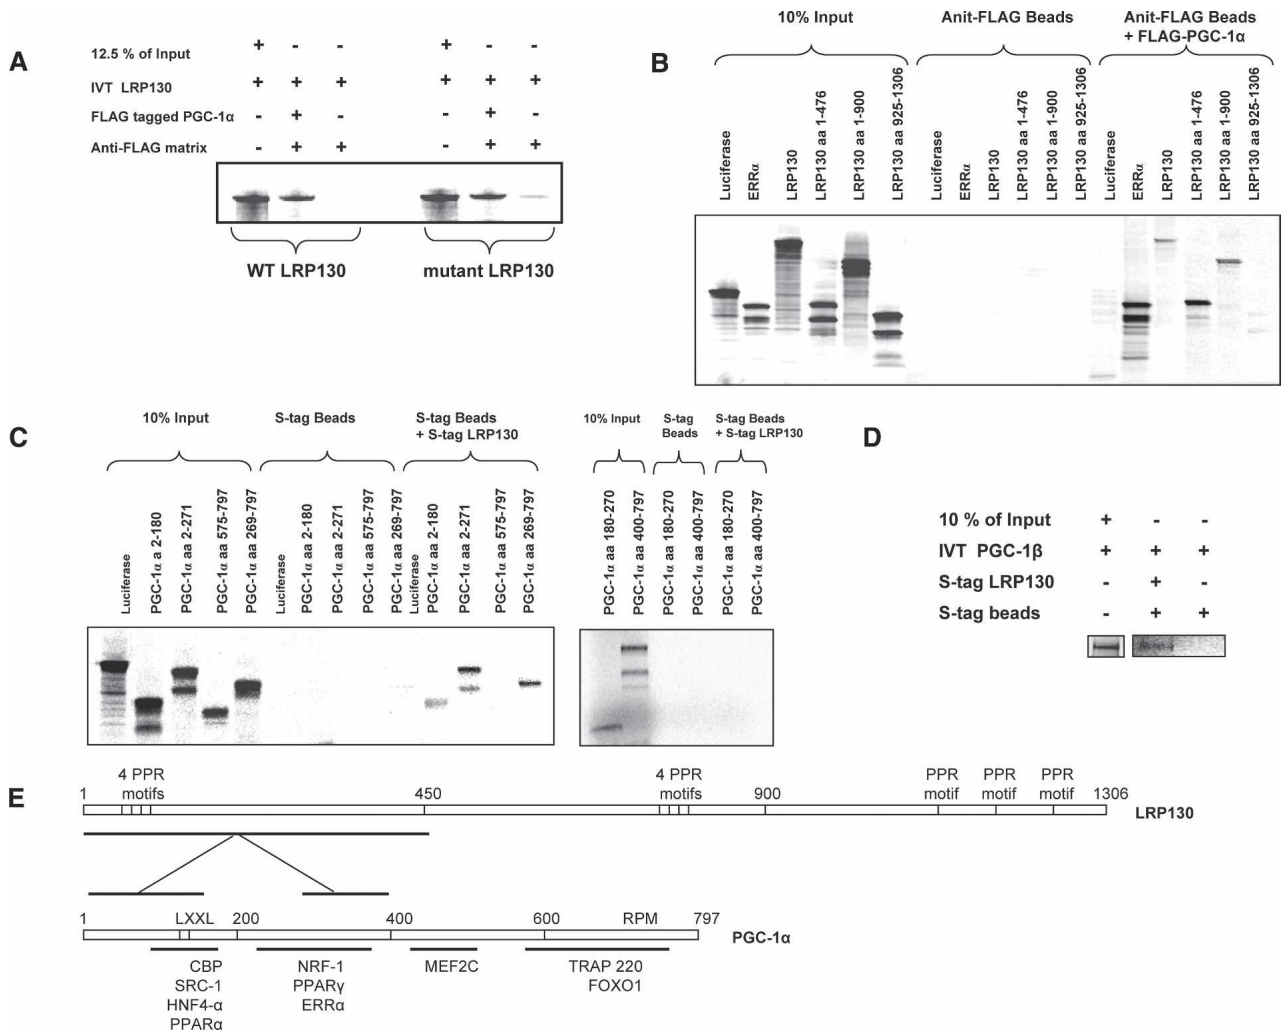 A
12.5 % of Input + - - + - -
IVT LRP130 + + + + + +
FLAG tagged PGC-1α - + - - + -
Anti-FLAG matrix - + + - + +
WT LRP130 mutant LRP130
B
10% Input Anit-FLAG Beads Anit-FLAG Beads
+ FLAG-PGC-1α
Luciferase
ERRα
LRP130
LRP130 aa 1-476
LRP130 aa 1-900
LRP130 aa 925-1306
Luciferase
ERRα
LRP130
LRP130 aa 1-476
LRP130 aa 1-900
LRP130 aa 925-1306
Luciferase
ERRα
LRP130
LRP130 aa 1-476
LRP130 aa 1-900
LRP130 aa 925-1306
C
10% Input S-tag Beads S-tag Beads
+ S-tag LRP130
Luciferase
PGC-1α a 2-180
PGC-1α aa 2-271
PGC-1α aa 575-797
PGC-1α aa 269-797
Luciferase
PGC-1α aa 2-180
PGC-1α aa 2-271
PGC-1α aa 575-797
PGC-1α aa 269-797
Luciferase
PGC-1α aa 2-180
PGC-1α aa 2-271
PGC-1α aa 575-797
PGC-1α aa 269-797
10% Input S-tag S-tag Beads
Beads + S-tag LRP130
PGC-1α aa 180-270
PGC-1α aa 400-797
PGC-1α aa 180-270
PGC-1α aa 400-797
PGC-1α aa 180-270
PGC-1α aa 400-797
D
10 % of Input + - -
IVT PGC-1β + + +
S-tag LRP130 - + -
S-tag beads - + +
E
4 PPR 4 PPR PPR PPR PPR
1 motifs 450 motifs 900 motif motif motif 1306
LRP130
1 LXXL 200 400 600 RPM 797
PGC-1α
CBP NRF-1 MEF2C TRAP 220
SRC-1 PPARγ FOXO1
HNF4-α ERRα
PPARα